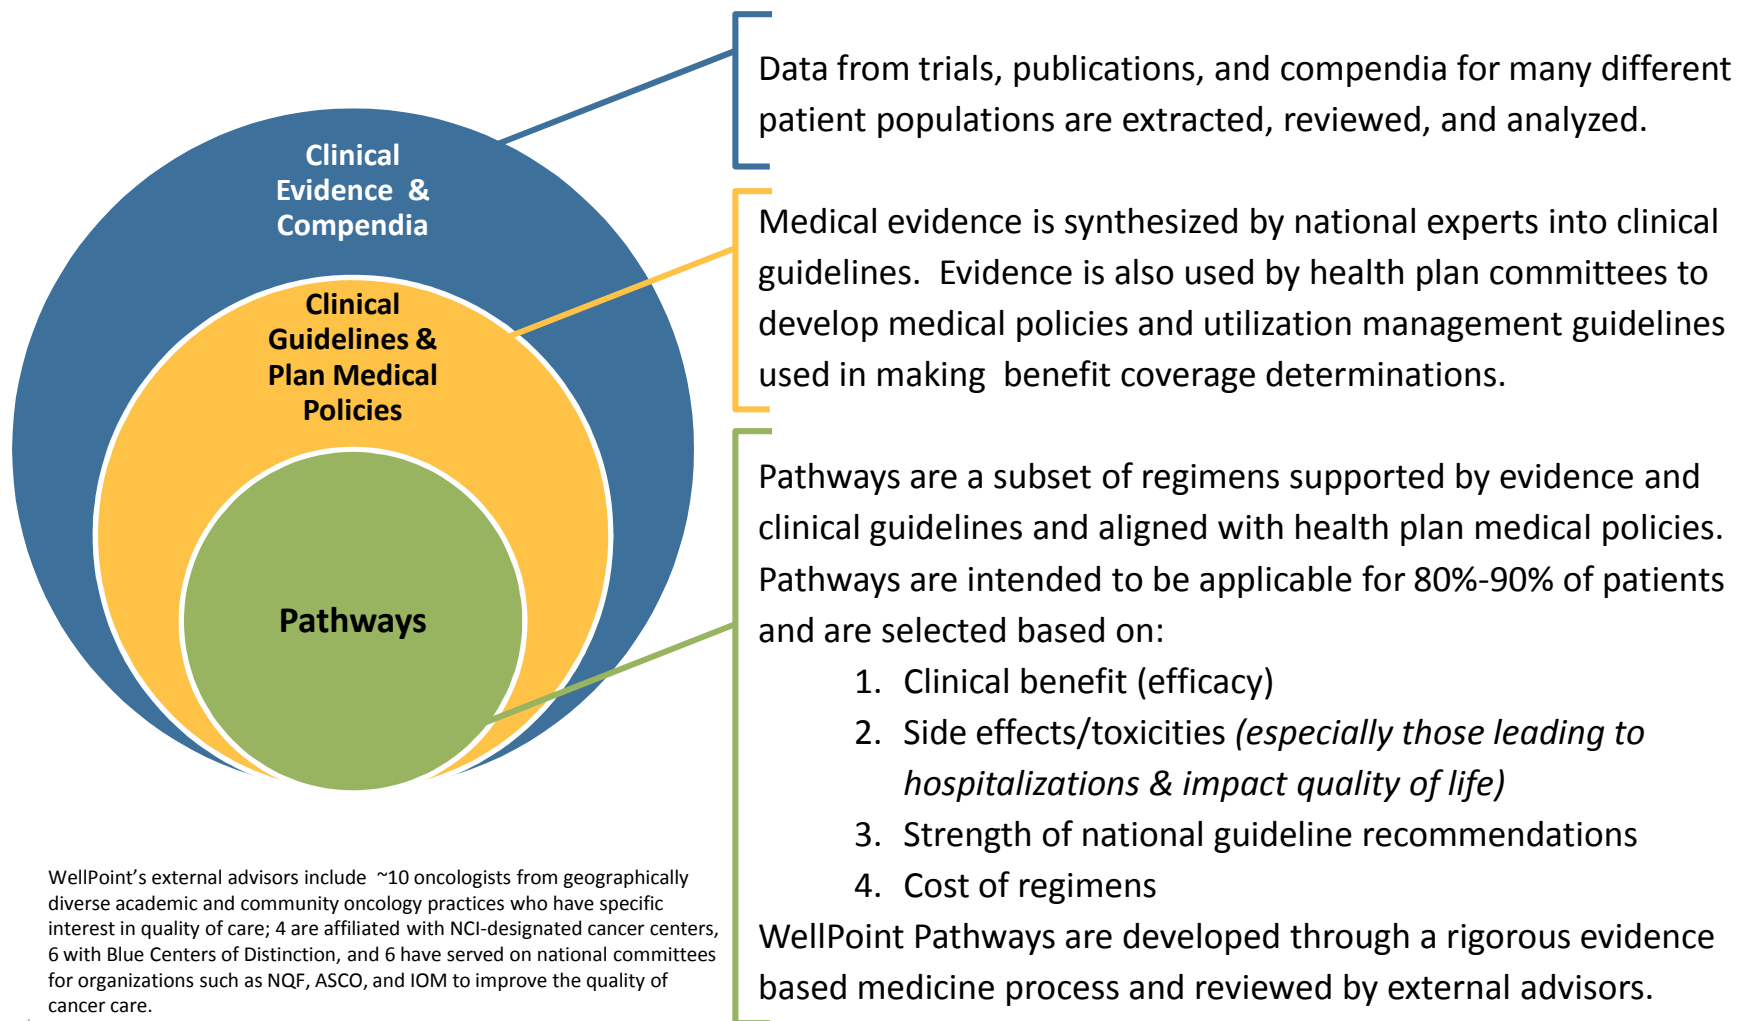 Clinical
Evidence & 
Compendia
Clinical
Guidelines &
Plan Medical
Policies
Pathways
Data from trials, publications, and compendia for many different
patient populations are extracted, reviewed, and analyzed.
Medical evidence is synthesized by national experts into clinical
guidelines. Evidence is also used by health plan committees to
develop medical policies and utilization management guidelines
used in making benefit coverage determinations.
Pathways are a subset of regimens supported by evidence and
clinical guidelines and aligned with health plan medical policies.
Pathways are intended to be applicable for 80%-90% of patients
and are selected based on:
1. Clinical benefit (efficacy)
2. Side effects/toxicities (especially those leading to
hospitalizations & impact quality of life)
3. Strength of national guideline recommendations
4. Cost of regimens
WellPoint Pathways are developed through a rigorous evidence
based medicine process and reviewed by external advisors.
WellPoint's external advisors include ~10 oncologists from geographically
diverse academic and community oncology practices who have specific
interest in quality of care; 4 are affiliated with NCI-designated cancer centers,
6 with Blue Centers of Distinction, and 6 have served on national committees
for organizations such as NQF, ASCO, and IOM to improve the quality of
cancer care.